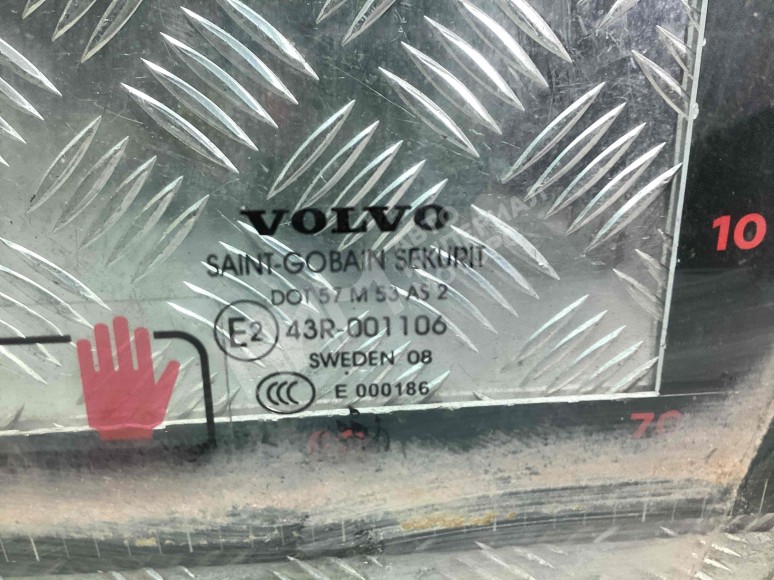 VOLVO
SAINT-GOBAIN SEKURIT
DOT 57 M 53 AS 2
E2 43R-001106
SWEDEN 08
CCC E 000186
10
70